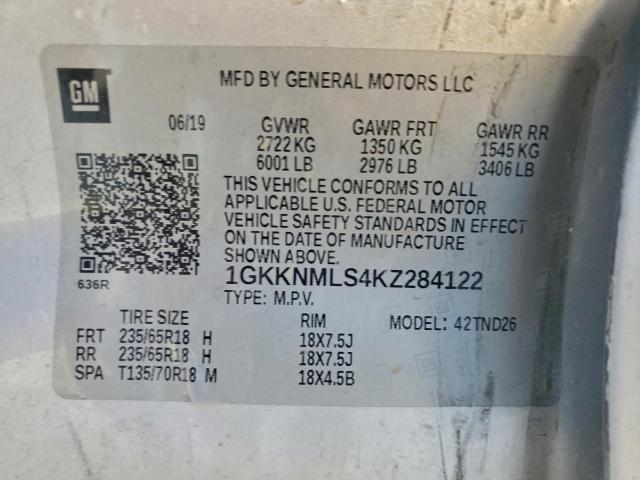 GM
MFD BY GENERAL MOTORS LLC
06/19 GVWR GAWR FRT GAWR RR
2722 KG 1350 KG 1545 KG
6001 LB 2976 LB 3406 LB
THIS VEHICLE CONFORMS TO ALL
APPLICABLE U.S. FEDERAL MOTOR
VEHICLE SAFETY STANDARDS IN EFFECT
ON THE DATE OF MANUFACTURE
SHOWN ABOVE.
636R
1GKKNMLS4KZ284122
TYPE: M.P.V.
TIRE SIZE RIM MODEL: 42TND26
FRT 235/65R18 H 18X7.5J
RR 235/65R18 H 18X7.5J
SPA T135/70R18 M 18X4.5B